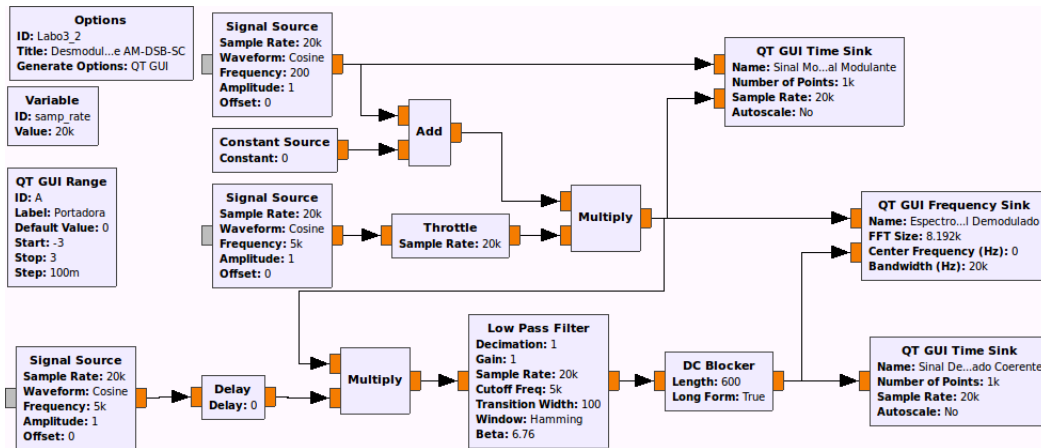 Options
ID: Labo3_2
Title: Desmodul...e AM-DSB-SC
Generate Options: QT GUI
Variable
ID: samp_rate
Value: 20k
QT GUI Range
ID: A
Label: Portadora
Default Value: 0
Start: -3
Stop: 3
Step: 100m
Signal Source
Sample Rate: 20k
Waveform: Cosine
Frequency: 200
Amplitude: 1
Offset: 0
Add
Constant Source
Constant: 0
Signal Source
Sample Rate: 20k
Waveform: Cosine
Frequency: 5k
Amplitude: 1
Offset: 0
Throttle
Sample Rate: 20k
Multiply
QT GUI Time Sink
Name: Sinal Mo...al Modulante
Number of Points: 1k
Sample Rate: 20k
Autoscale: No
QT GUI Frequency Sink
Name: Espectro...l Demodulado
FFT Size: 8.192k
Center Frequency (Hz): 0
Bandwidth (Hz): 20k
Signal Source
Sample Rate: 20k
Waveform: Cosine
Frequency: 5k
Amplitude: 1
Offset: 0
Delay
Delay: 0
Multiply
Low Pass Filter
Decimation: 1
Gain: 1
Sample Rate: 20k
Cutoff Freq: 5k
Transition Width: 100
Window: Hamming
Beta: 6.76
DC Blocker
Length: 600
Long Form: True
QT GUI Time Sink
Name: Sinal De...ado Coerente
Number of Points: 1k
Sample Rate: 20k
Autoscale: No